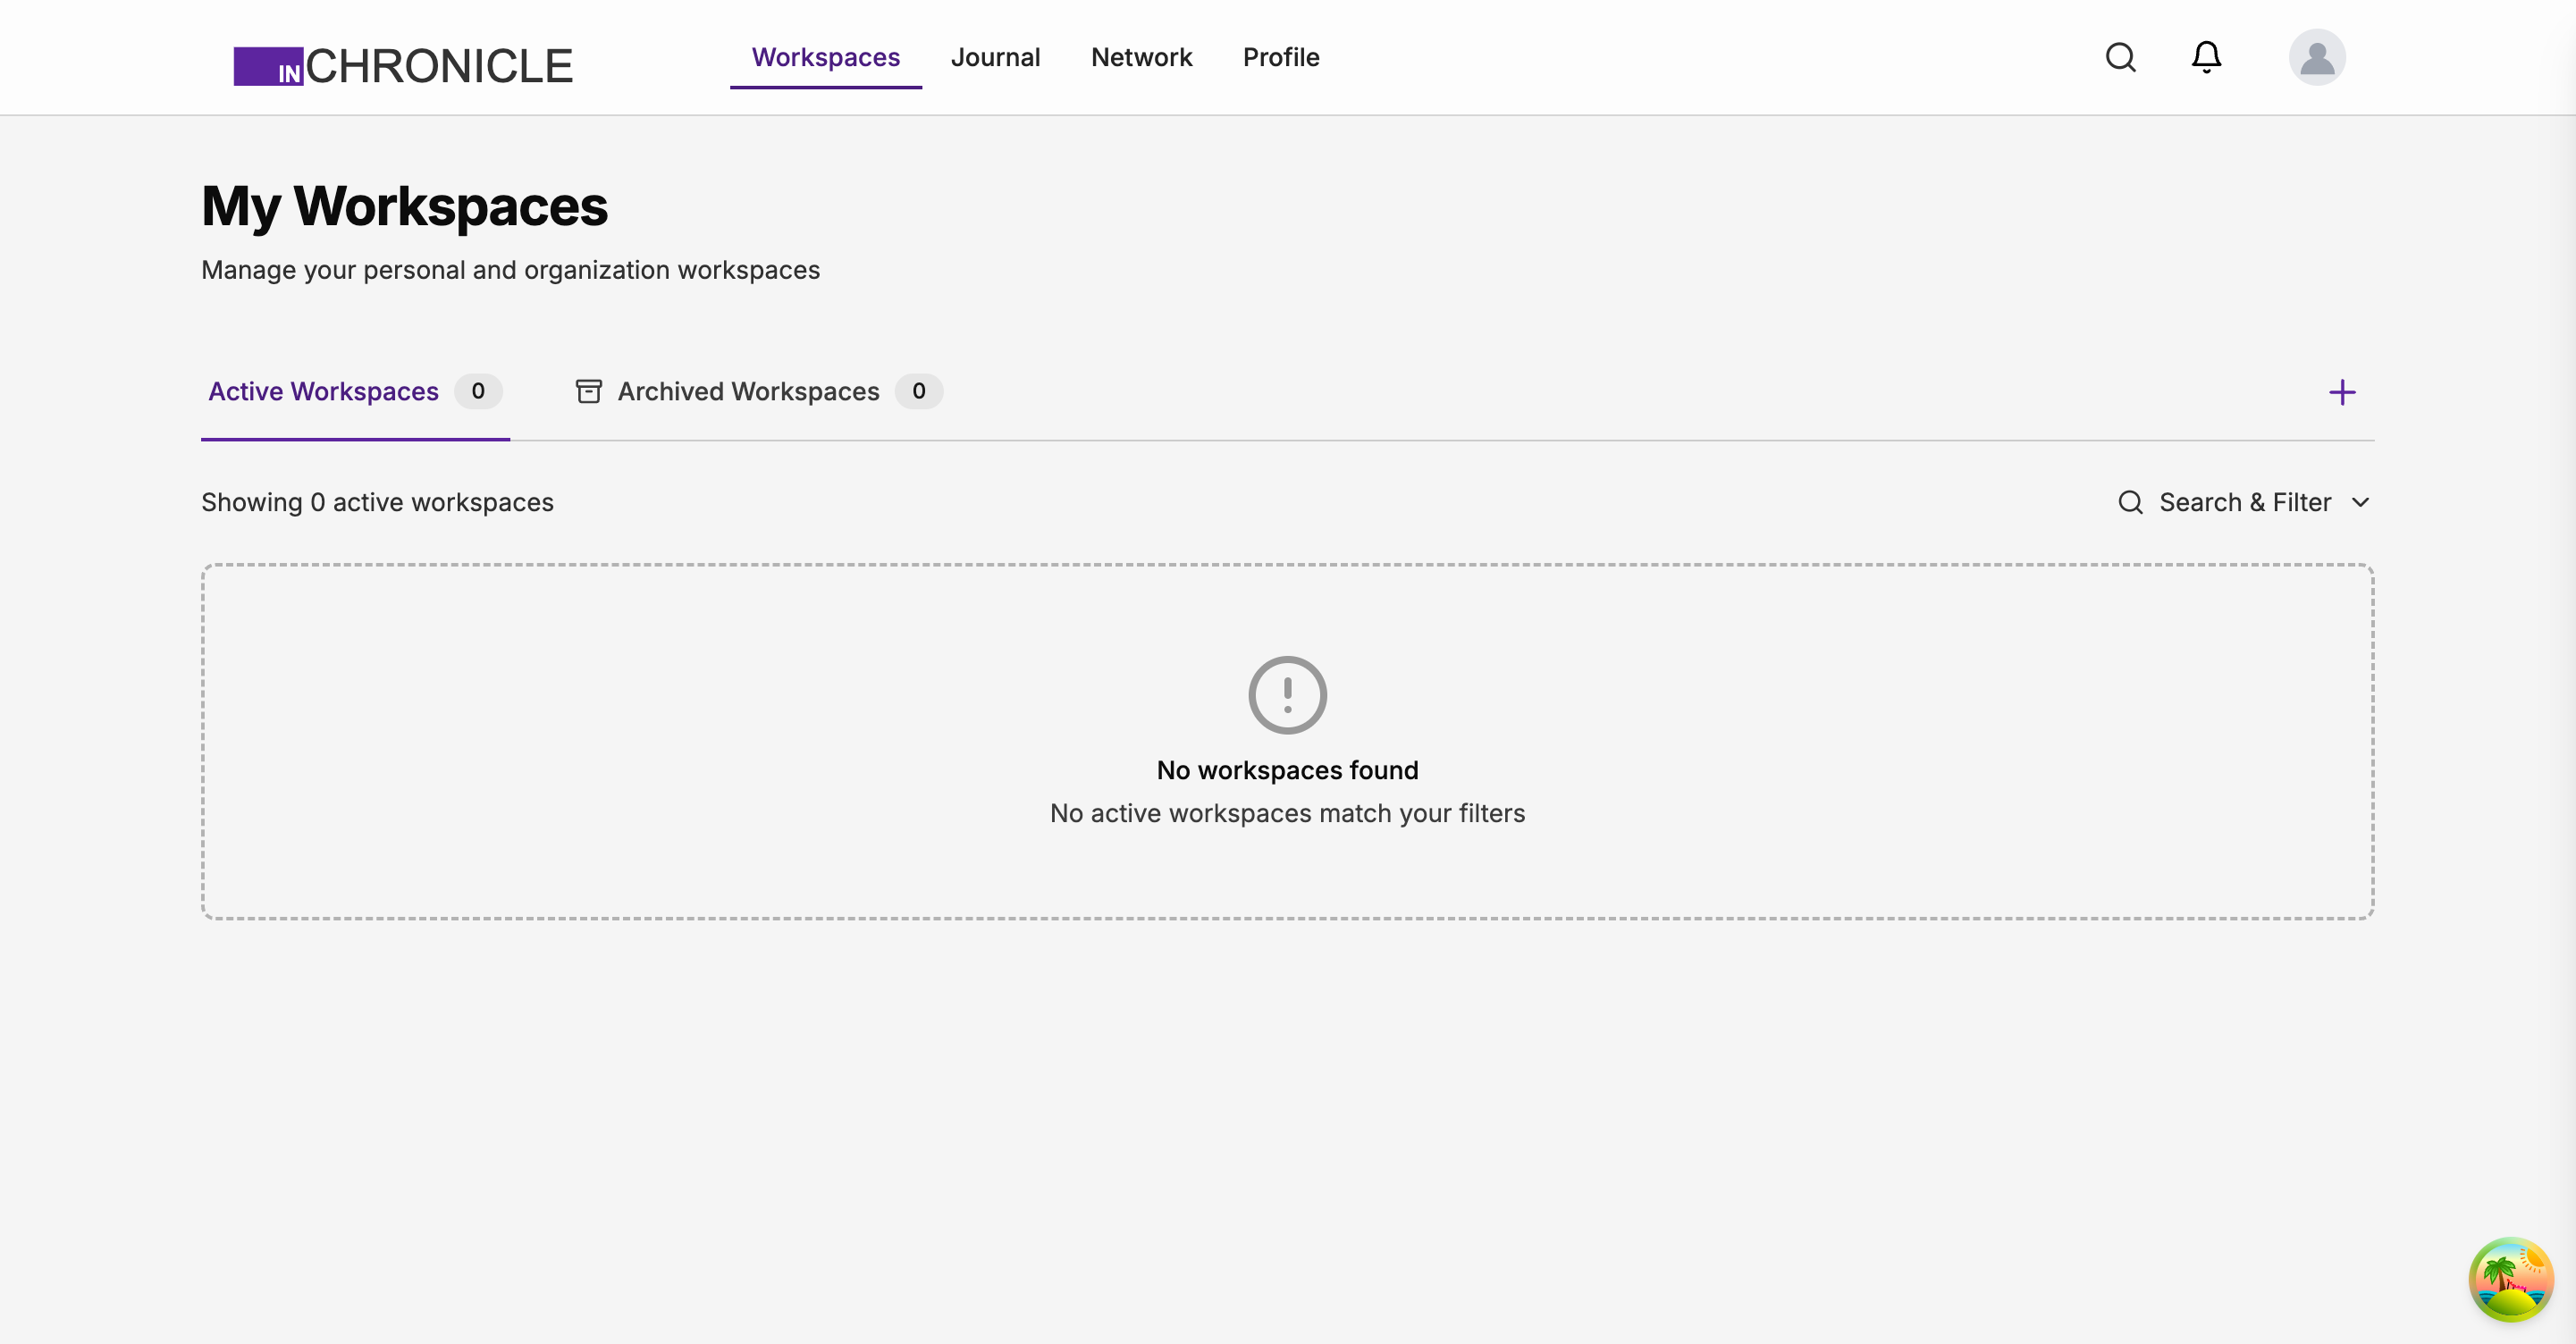 INCHRONICLE
Workspaces Journal Network Profile
My Workspaces
Manage your personal and organization workspaces
Active Workspaces 0 Archived Workspaces 0
Showing 0 active workspaces Search & Filter
No workspaces found
No active workspaces match your filters